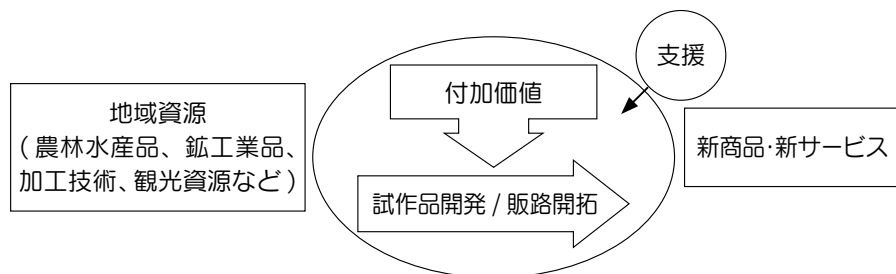 地域資源
(農林水産品、鉱工業品、
加工技術、観光資源など)
付加価値
試作品開発/販路開拓
支援
新商品·新サービス